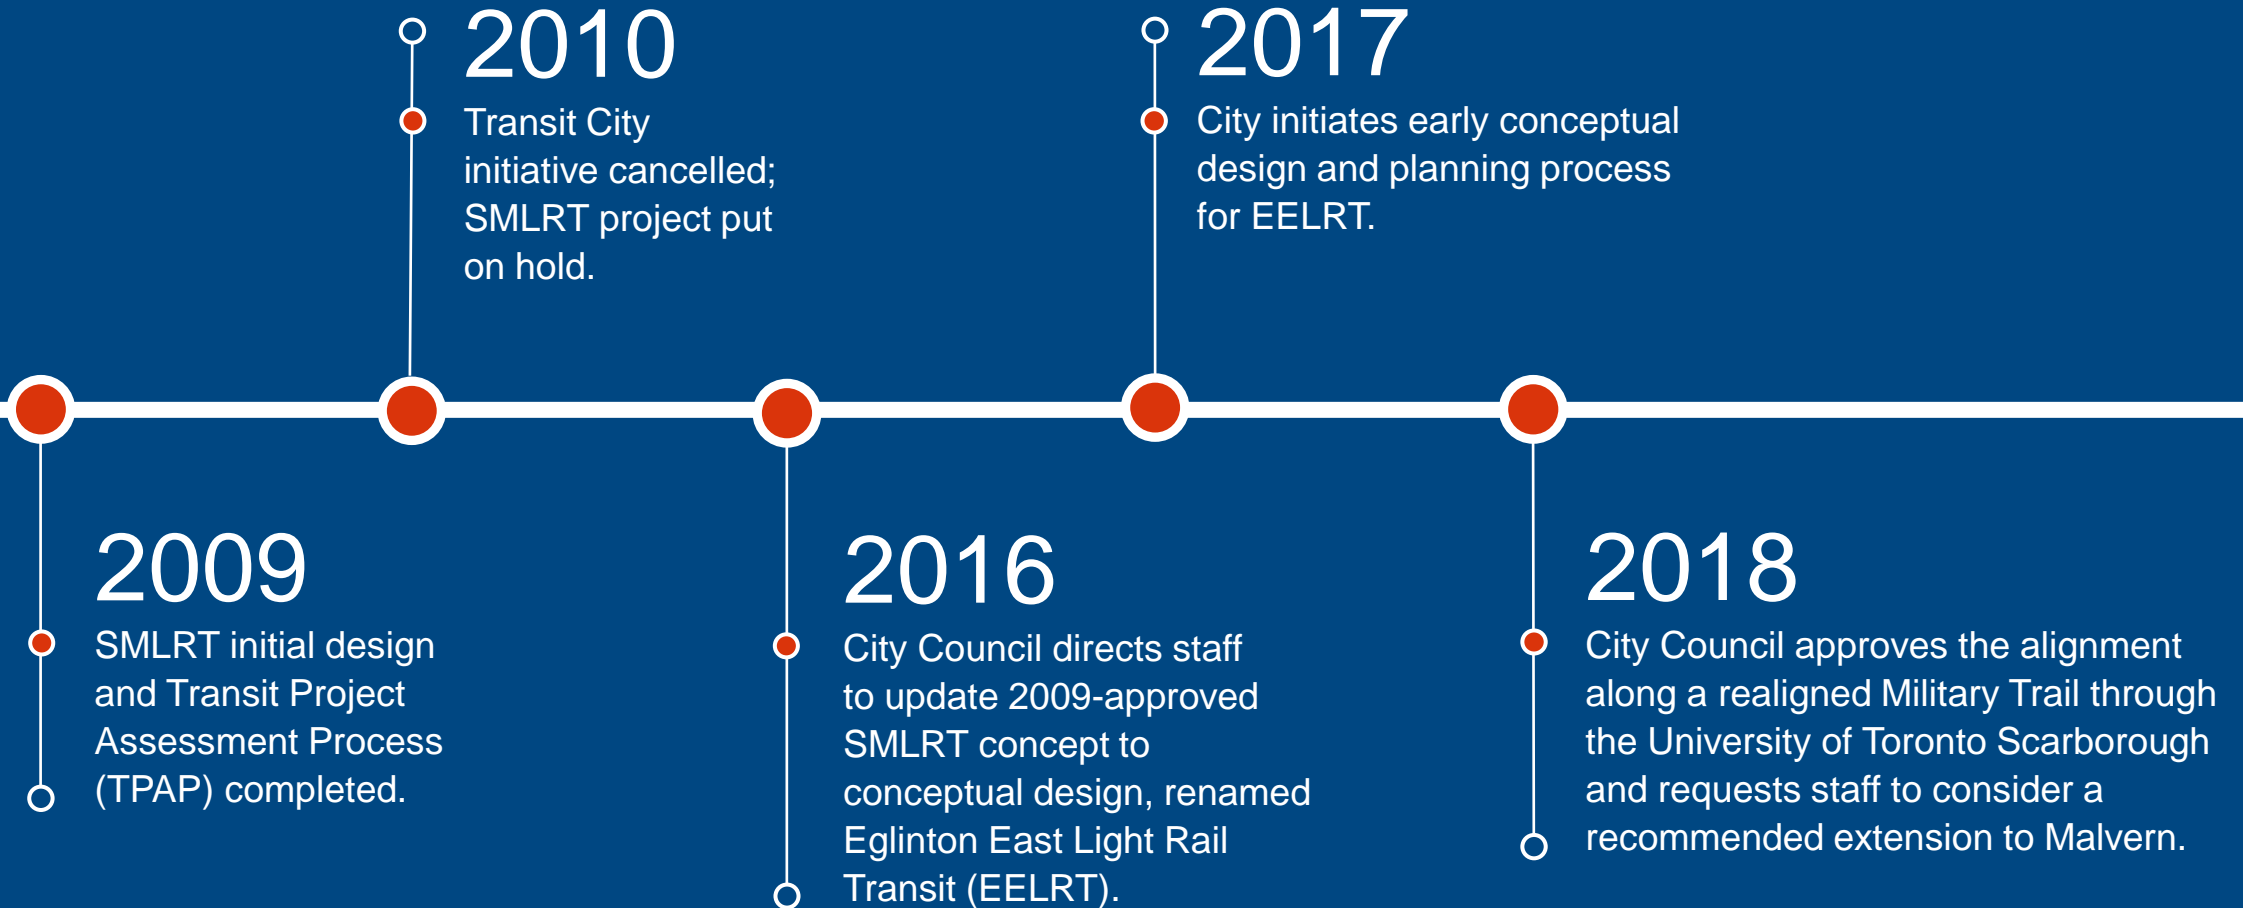 2010
Transit City
initiative cancelled;
SMLRT project put
on hold.
2017
City initiates early conceptual
design and planning process
for EELRT.
2009
SMLRT initial design
and Transit Project
Assessment Process
(TPAP) completed.
2016
City Council directs staff
to update 2009-approved
SMLRT concept to
conceptual design, renamed
Eglinton East Light Rail
Transit (EELRT).
2018
City Council approves the alignment
along a realigned Military Trail through
the University of Toronto Scarborough
and requests staff to consider a
recommended extension to Malvern.